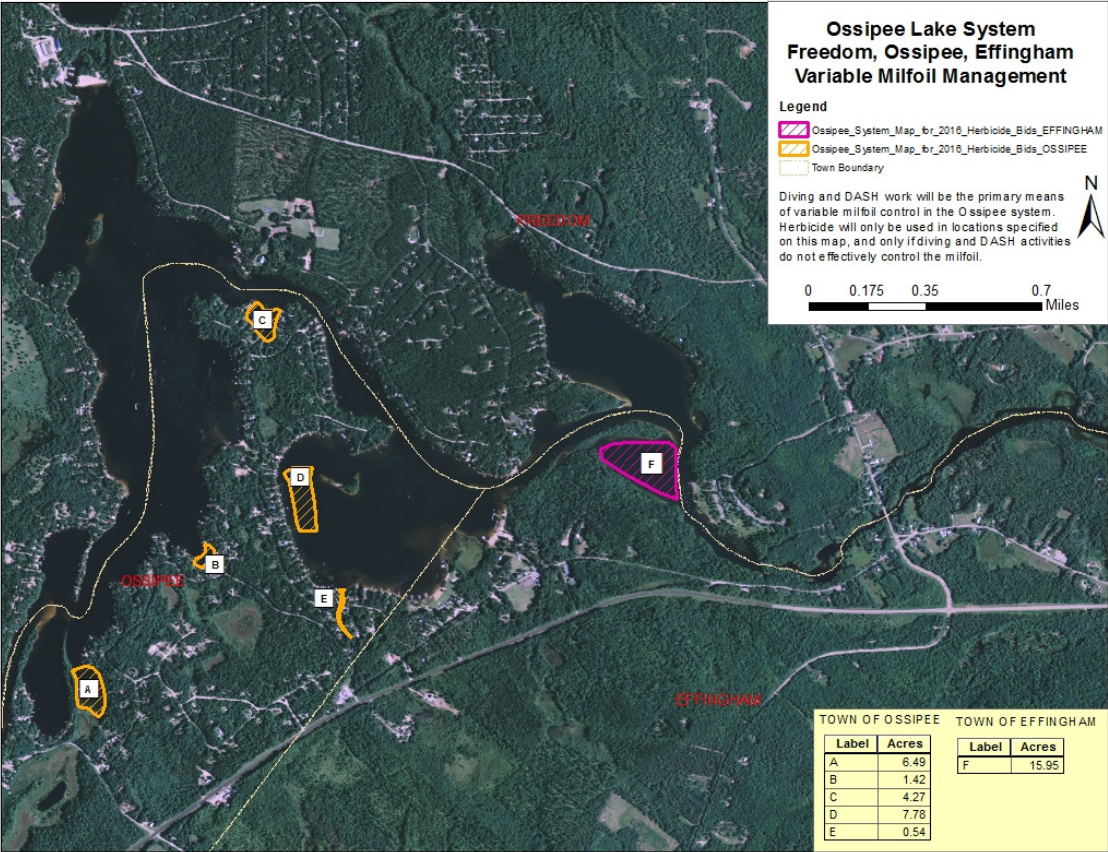 Ossipee Lake System
Freedom, Ossipee, Effingham
Variable Milfoil Management
Legend
Ossipee_System_Map_for_2016_Herbicide_Bids_EFFINGHAM
Ossipee_System_Map_for_2016_Herbicide_Bids_OSSIPEE
Town Boundary
Diving and DASH work will be the primary means
of variable milfoil control in the Ossipee system.
Herbicide will only be used in locations specified
on this map, and only if diving and DASH activities
do not effectively control the milfoil.
N
0 0.175 0.35 0.7
Miles
FREEDOM
C
F
D
B
OSSIPEE
E
A
EFFINGHAM
TOWN OF OSSIPEE
Label Acres
A 6.49
B 1.42
C 4.27
D 7.78
E 0.54
TOWN OF EFFINGHAM
Label Acres
F 15.95